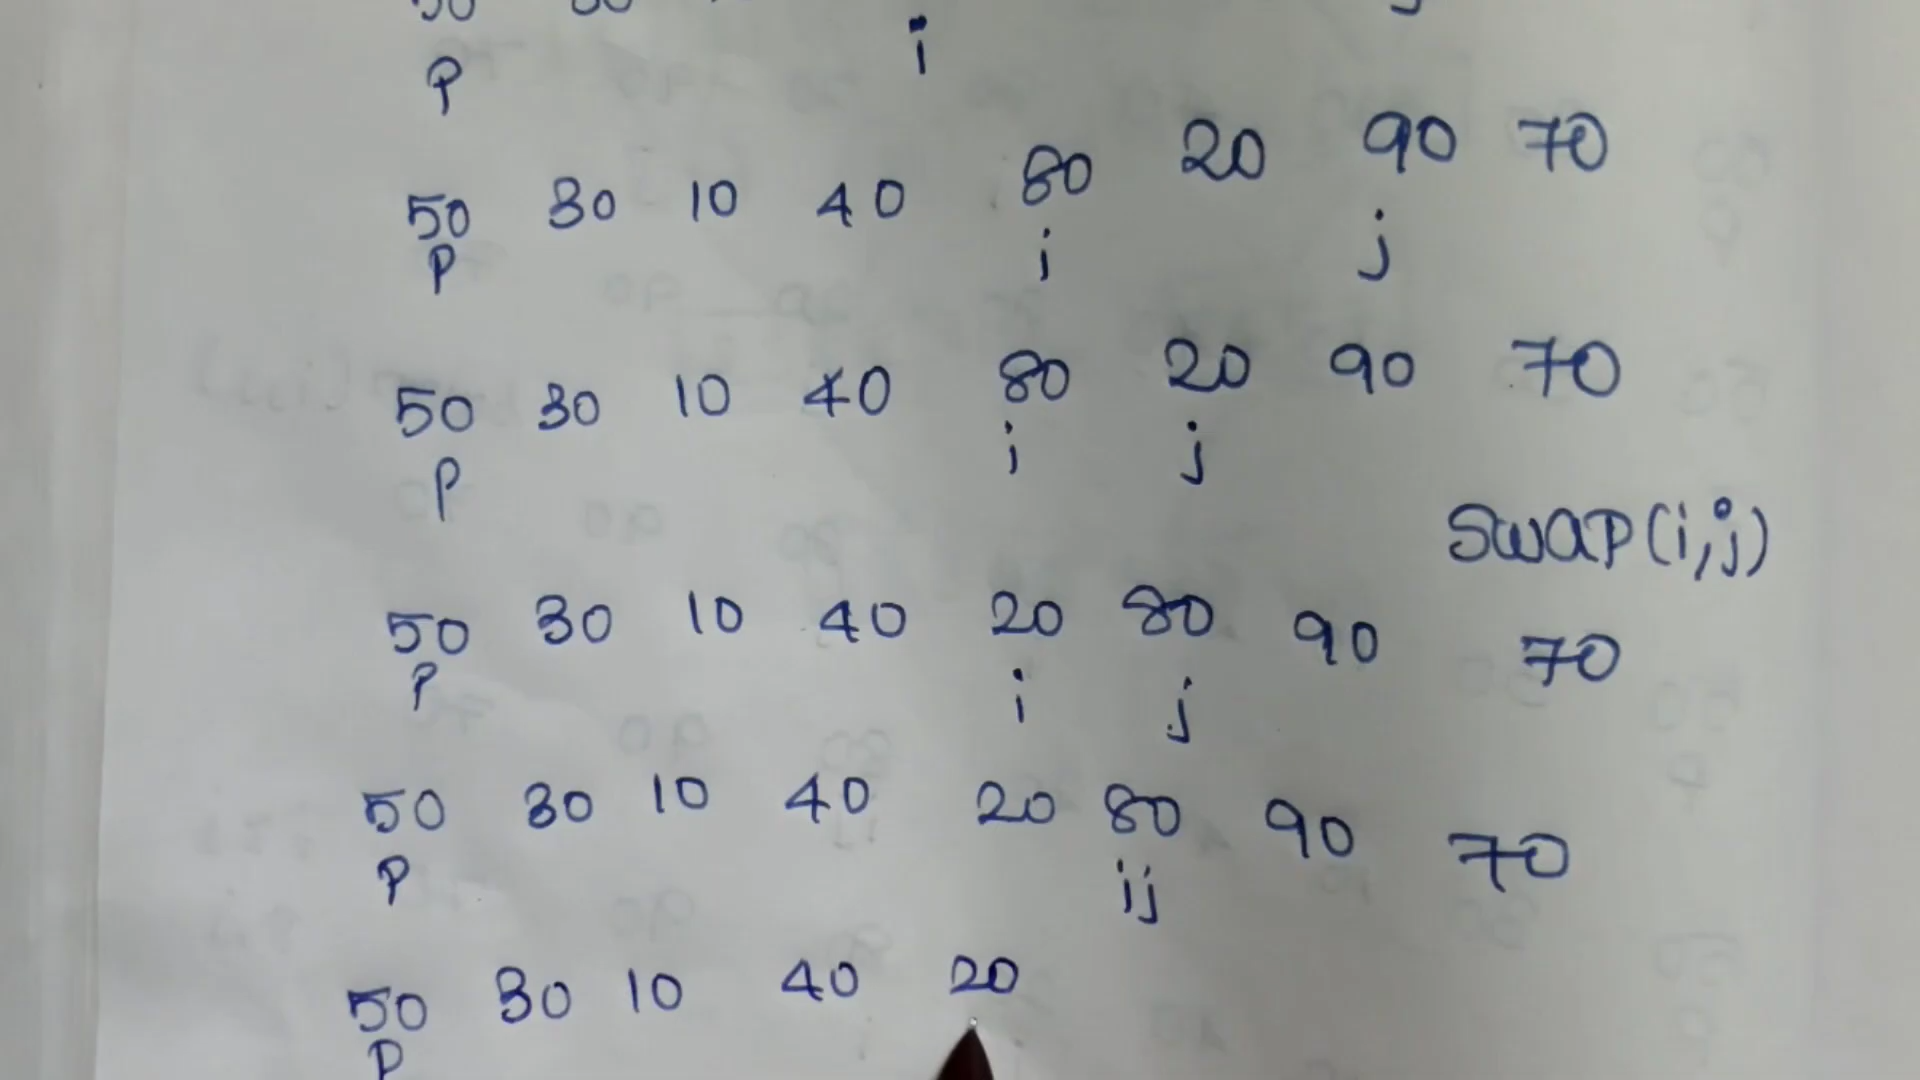 50 30
P i
50 30 10 40 80 20 90 70
P i j
50 30 10 40 80 20 90 70
P i j
SWAP(i,j)
50 30 10 40 20 80 90 70
P i j
50 30 10 40 20 80 90 70
P i j
50 30 10 40 20
P